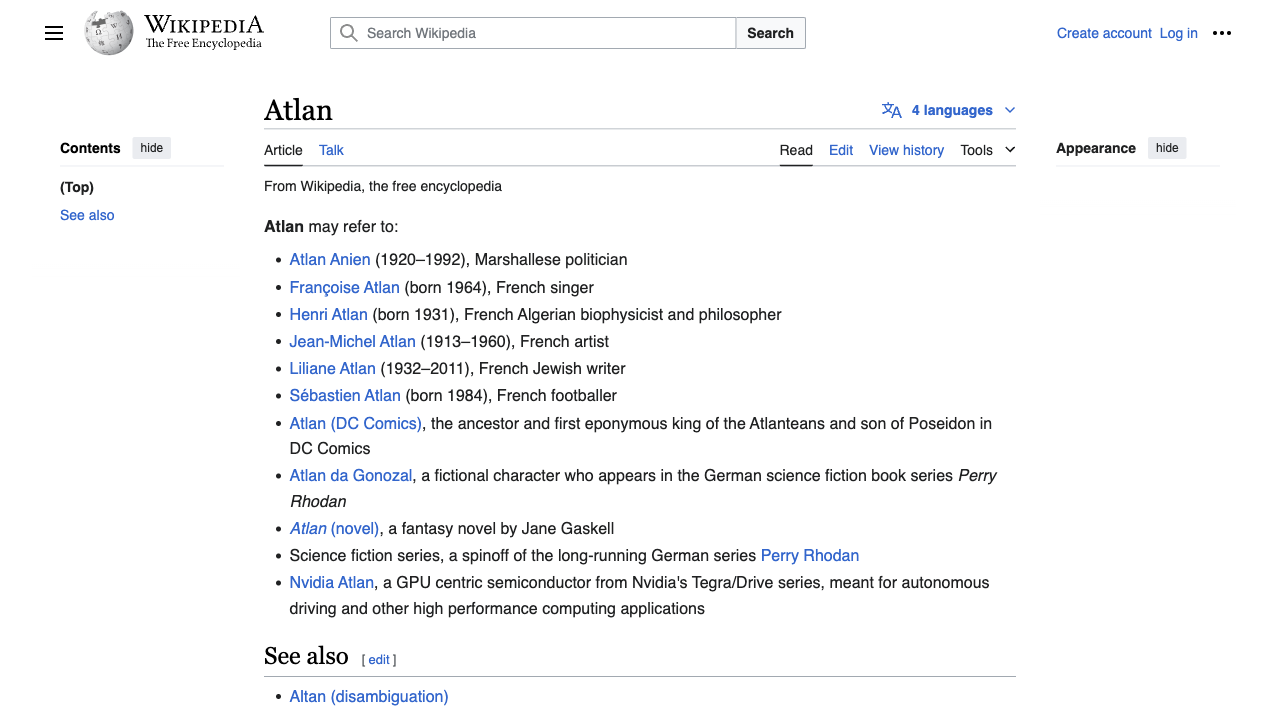 WIKIPEDIA
The Free Encyclopedia
Search Wikipedia
Search
Create account Log in
Atlan
4 languages
Contents hide
Article Talk
Read Edit View history Tools
Appearance hide
(Top)
From Wikipedia, the free encyclopedia
See also
Atlan may refer to:
Atlan Anien (1920–1992), Marshallese politician
Françoise Atlan (born 1964), French singer
Henri Atlan (born 1931), French Algerian biophysicist and philosopher
Jean-Michel Atlan (1913–1960), French artist
Liliane Atlan (1932–2011), French Jewish writer
Sébastien Atlan (born 1984), French footballer
Atlan (DC Comics), the ancestor and first eponymous king of the Atlanteans and son of Poseidon in
DC Comics
Atlan da Gonozal, a fictional character who appears in the German science fiction book series Perry
Rhodan
Atlan (novel), a fantasy novel by Jane Gaskell
Science fiction series, a spinoff of the long-running German series Perry Rhodan
Nvidia Atlan, a GPU centric semiconductor from Nvidia's Tegra/Drive series, meant for autonomous
driving and other high performance computing applications
See also [ edit ]
Altan (disambiguation)